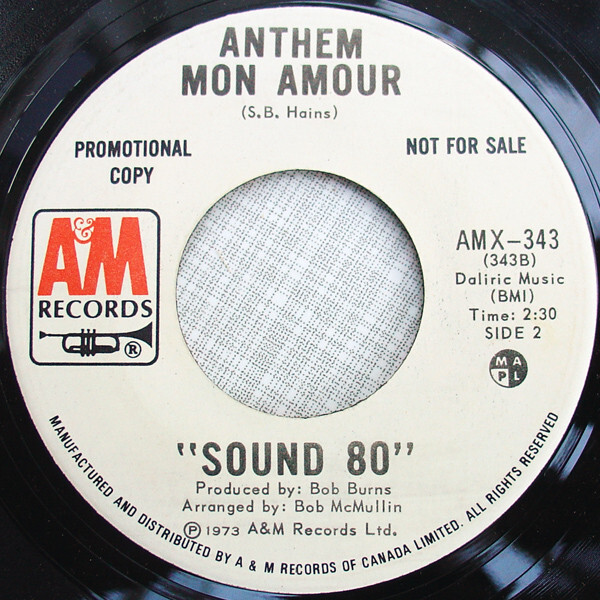 ANTHEM
MON AMOUR
(S.B. Hains)
PROMOTIONAL
COPY
NOT FOR SALE
A&M
RECORDS
®
AMX-343
(343B)
Daliric Music
(BMI)
Time: 2:30
SIDE 2
M A
P L
"SOUND 80"
Produced by: Bob Burns
Arranged by: Bob McMullin
Ⓟ 1973 A&M Records Ltd.
MANUFACTURED AND DISTRIBUTED BY A & M RECORDS OF CANADA LIMITED. ALL RIGHTS RESERVED